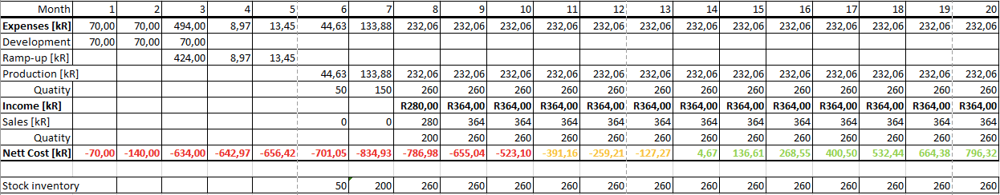 Month 1 2 3 4 5 6 7 8 9 10 11 12 13 14 15 16 17 18 19 20
Expenses [kR] 70,00 70,00 494,00 8,97 13,45 44,63 133,88 232,06 232,06 232,06 232,06 232,06 232,06 232,06 232,06 232,06 232,06 232,06 232,06 232,06
Development 70,00 70,00 70,00
Ramp-up [kR] 424,00 8,97 13,45
Production [kR] 44,63 133,88 232,06 232,06 232,06 232,06 232,06 232,06 232,06 232,06 232,06 232,06 232,06 232,06 232,06
Quatity 50 150 260 260 260 260 260 260 260 260 260 260 260 260 260
Income [kR] R280,00 R364,00 R364,00 R364,00 R364,00 R364,00 R364,00 R364,00 R364,00 R364,00 R364,00 R364,00 R364,00
Sales [kR] 0 0 280 364 364 364 364 364 364 364 364 364 364 364 364
Quatity 200 260 260 260 260 260 260 260 260 260 260 260 260
Nett Cost [kR] -70,00 -140,00 -634,00 -642,97 -656,42 -701,05 -834,93 -786,98 -655,04 -523,10 -391,16 -259,21 -127,27 4,67 136,61 268,55 400,50 532,44 664,38 796,32
Stock inventory 50 200 260 260 260 260 260 260 260 260 260 260 260 260 260